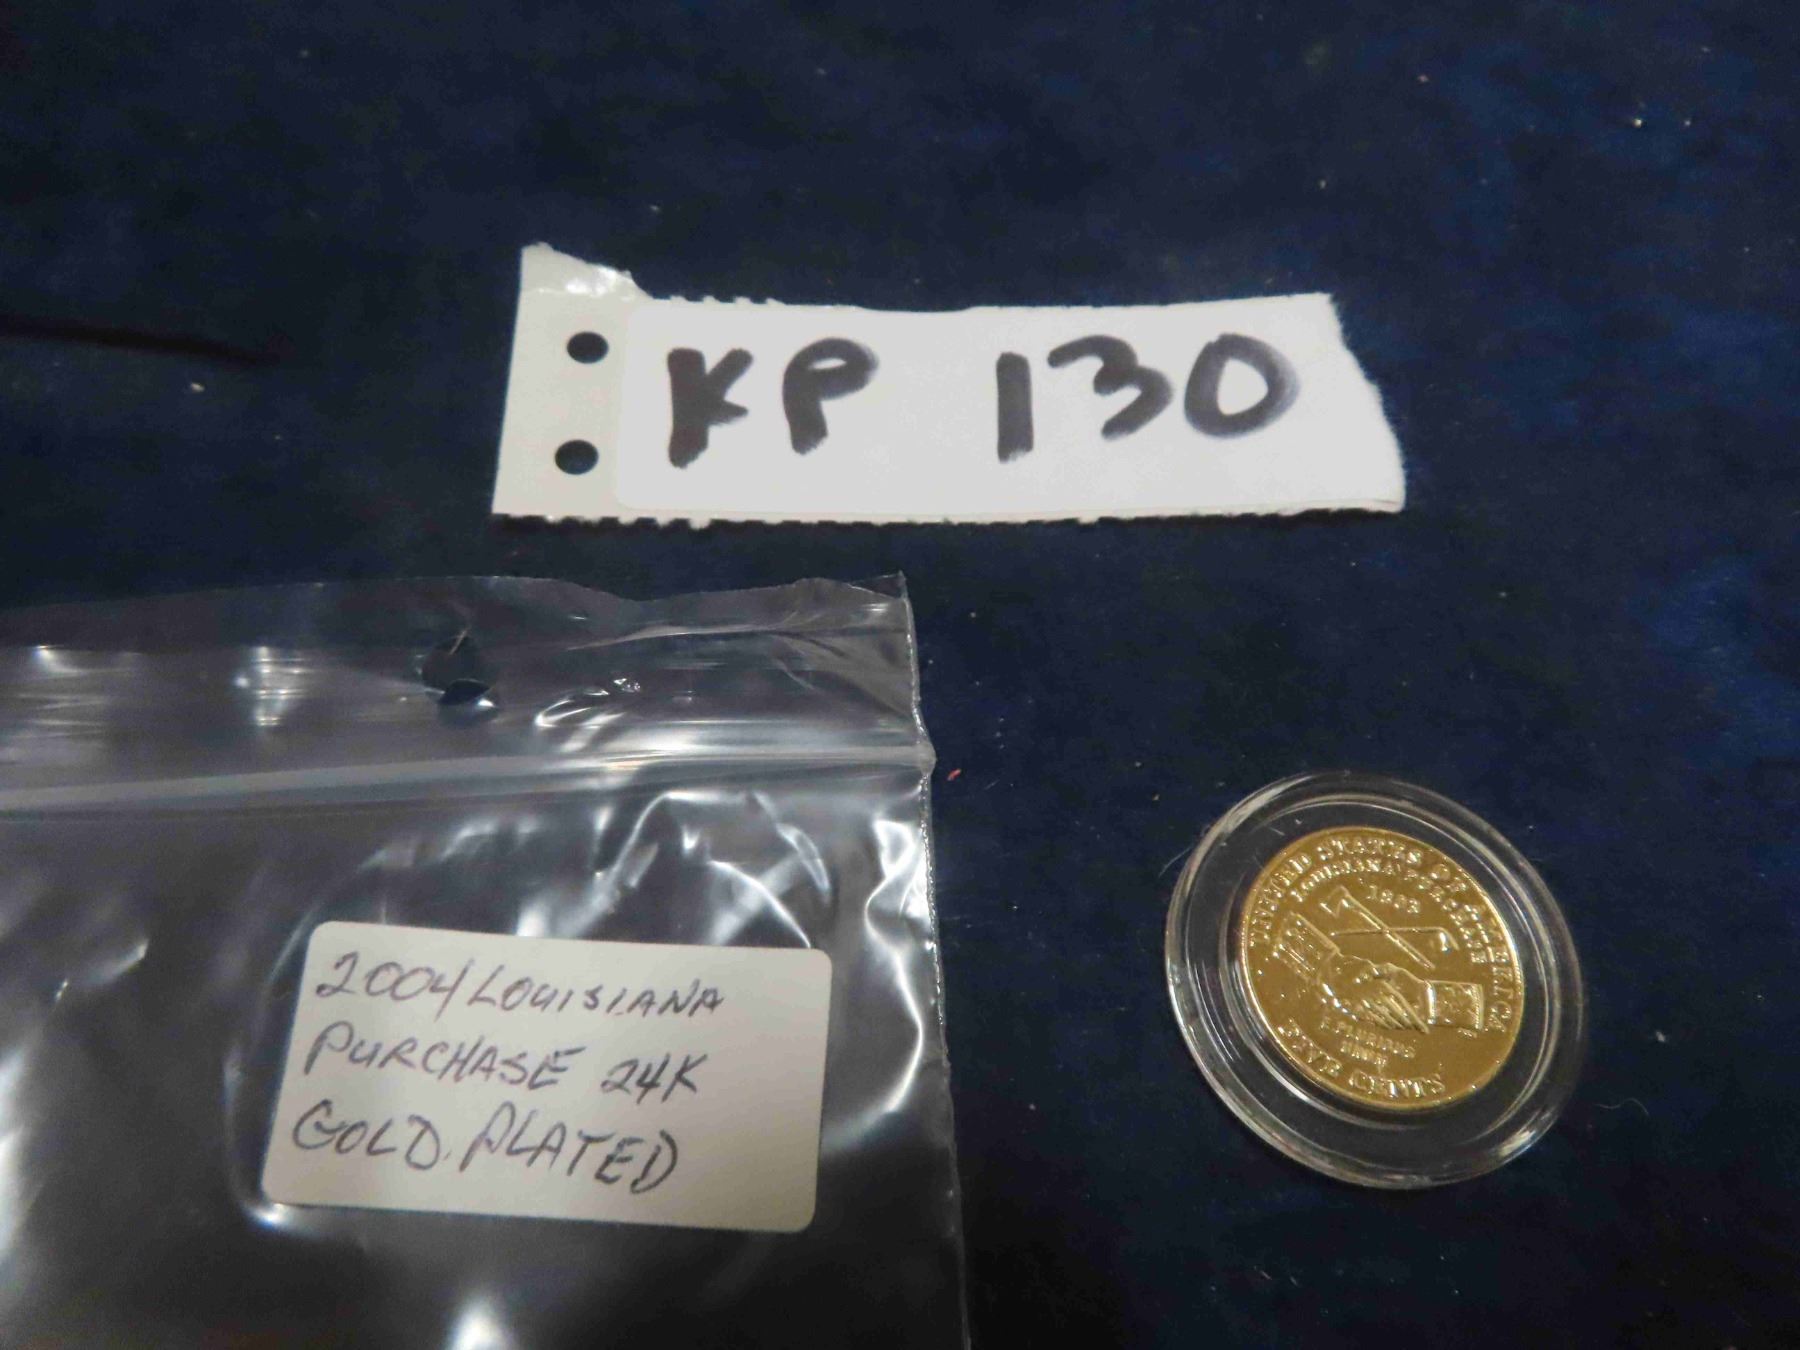 KP 130
2004 LOUISIANA
PURCHASE 24K
GOLD PLATED
UNITED STATES OF AMERICA
LOUISIANA PURCHASE
1803
E PLURIBUS
UNUM
FIVE CENTS